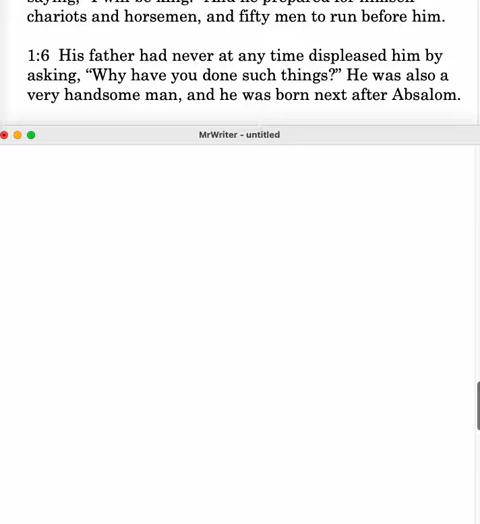 chariots and horsemen, and fifty men to run before him.
1:6  His father had never at any time displeased him by
asking, “Why have you done such things?” He was also a
very handsome man, and he was born next after Absalom.
MrWriter - untitled